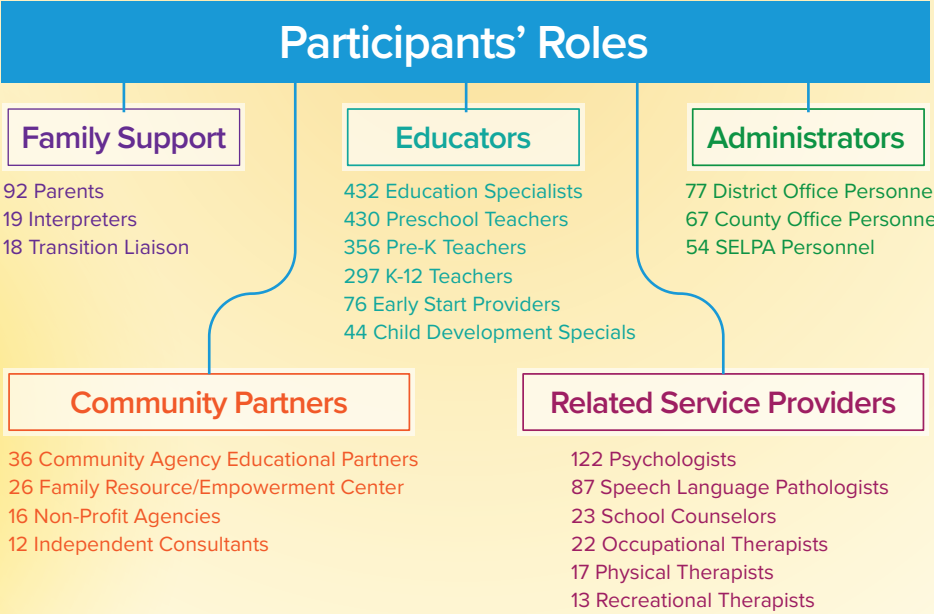 Participants’ Roles
Family Support
92 Parents
19 Interpreters
18 Transition Liaison
Educators
432 Education Specialists
430 Preschool Teachers
356 Pre-K Teachers
297 K-12 Teachers
76 Early Start Providers
44 Child Development Specials
Administrators
77 District Office Personne
67 County Office Personne
54 SELPA Personnel
Community Partners
36 Community Agency Educational Partners
26 Family Resource/Empowerment Center
16 Non-Profit Agencies
12 Independent Consultants
Related Service Providers
122 Psychologists
87 Speech Language Pathologists
23 School Counselors
22 Occupational Therapists
17 Physical Therapists
13 Recreational Therapists